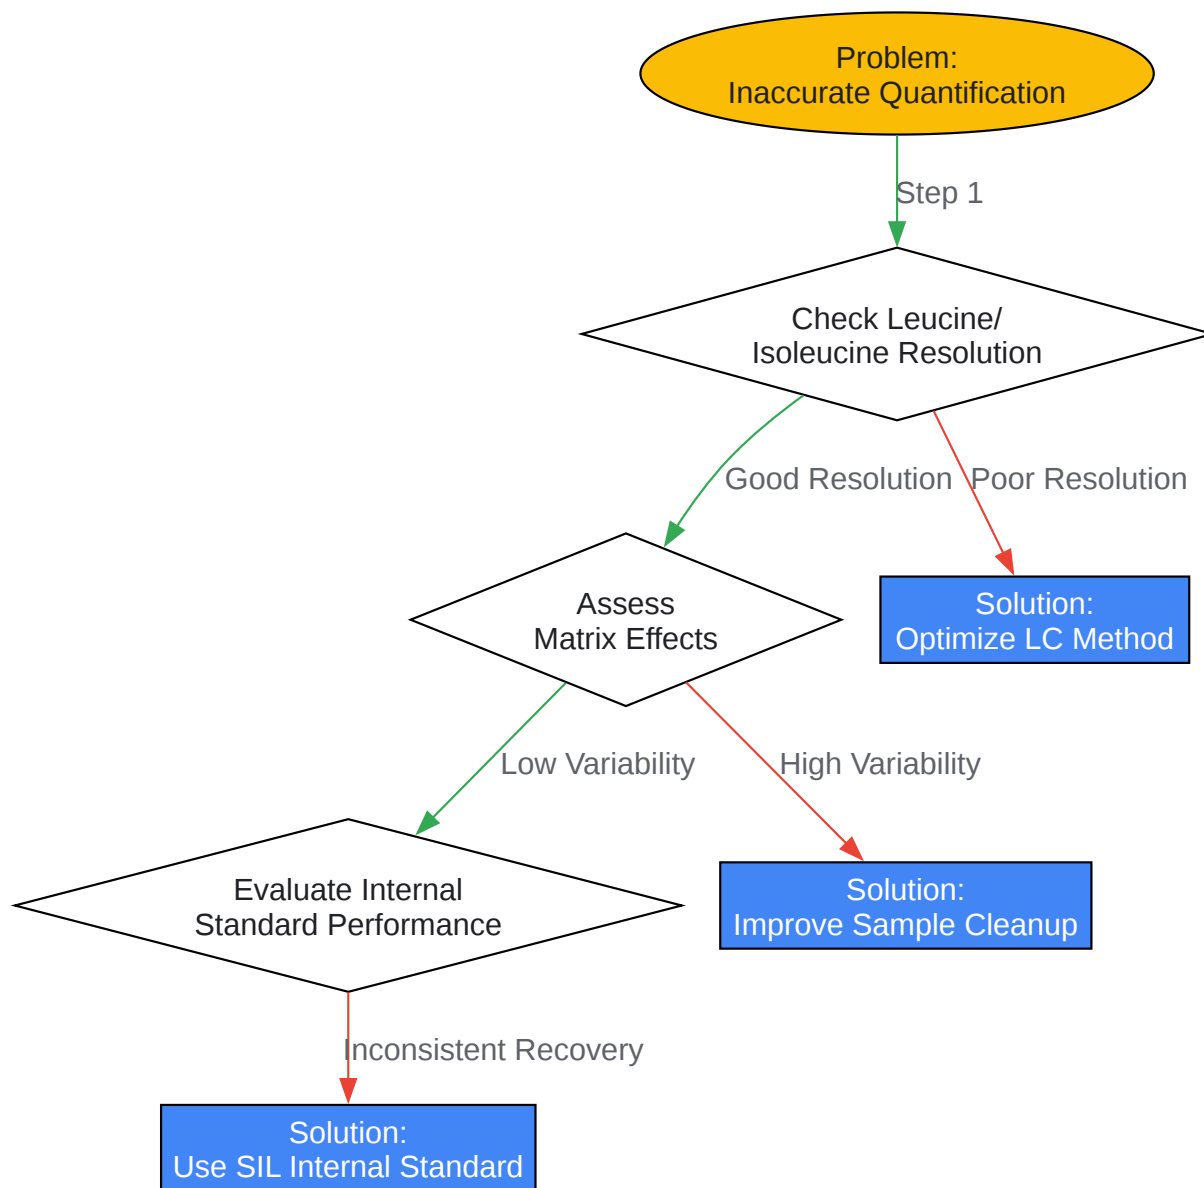 Problem:
Inaccurate Quantification
Step 1
Check Leucine/
Isoleucine Resolution
Good Resolution
Poor Resolution
Assess
Matrix Effects
Solution:
Optimize LC Method
Low Variability
High Variability
Evaluate Internal
Standard Performance
Solution:
Improve Sample Cleanup
Inconsistent Recovery
Solution:
Use SIL Internal Standard